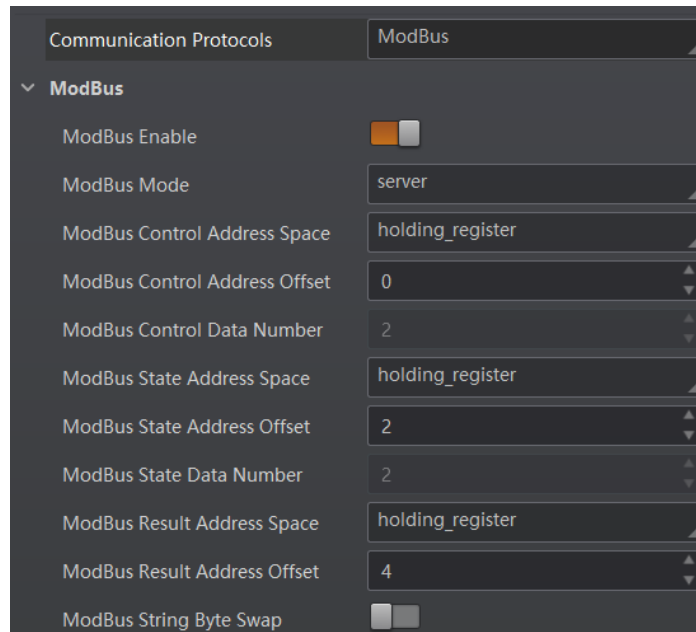 Communication Protocols ModBus
ModBus
ModBus Enable
ModBus Mode server
ModBus Control Address Space holding_register
ModBus Control Address Offset 0
ModBus Control Data Number 2
ModBus State Address Space holding_register
ModBus State Address Offset 2
ModBus State Data Number 2
ModBus Result Address Space holding_register
ModBus Result Address Offset 4
ModBus String Byte Swap